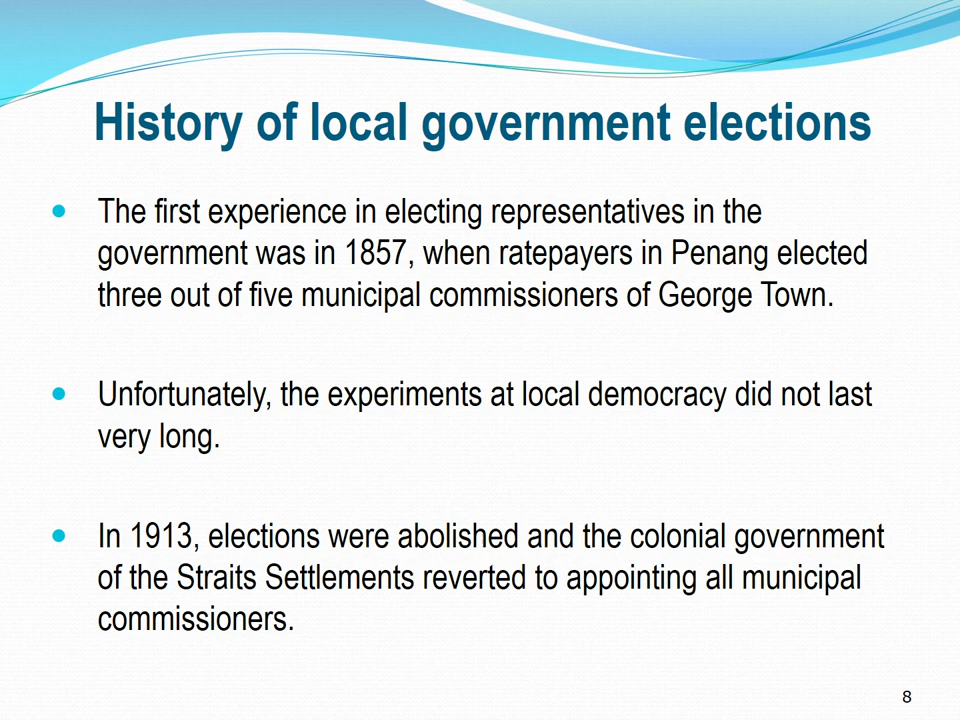 History of local government elections
• The first experience in electing representatives in the
government was in 1857, when ratepayers in Penang elected
three out of five municipal commissioners of George Town.
• Unfortunately, the experiments at local democracy did not last
very long.
• In 1913, elections were abolished and the colonial government
of the Straits Settlements reverted to appointing all municipal
commissioners.
8